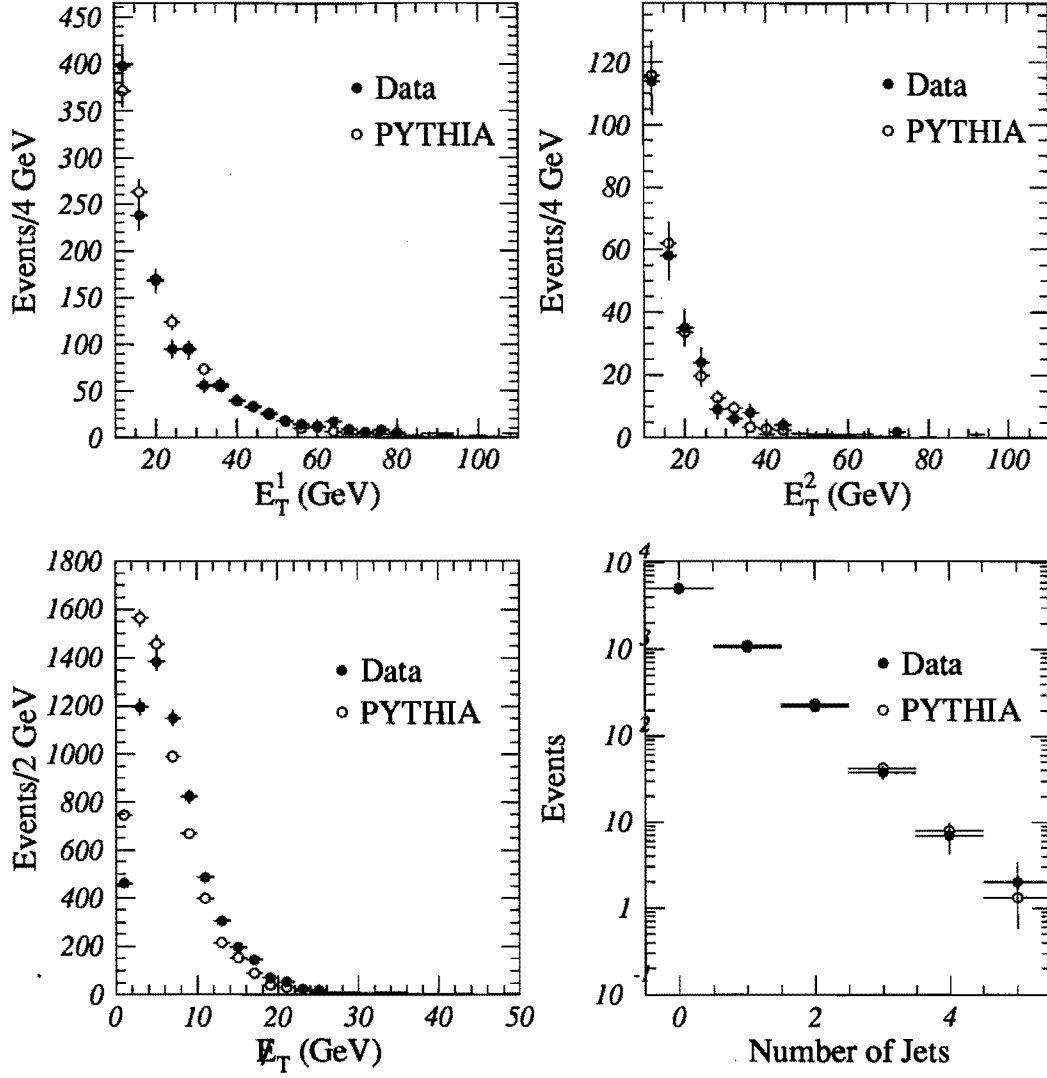 450
400
350
300
250
200
150
100
50
0
Events/4 GeV
● Data
○ PYTHIA
20 40 60 80 100
E_T^1 (GeV)
120
100
80
60
40
20
0
Events/4 GeV
● Data
○ PYTHIA
20 40 60 80 100
E_T^2 (GeV)
1800
1600
1400
1200
1000
800
600
400
200
0
Events/2 GeV
● Data
○ PYTHIA
0 10 20 30 40 50
E̸_T (GeV)
10^4
10^3
10^2
10
1
10^-1
Events
● Data
○ PYTHIA
0 2 4
Number of Jets